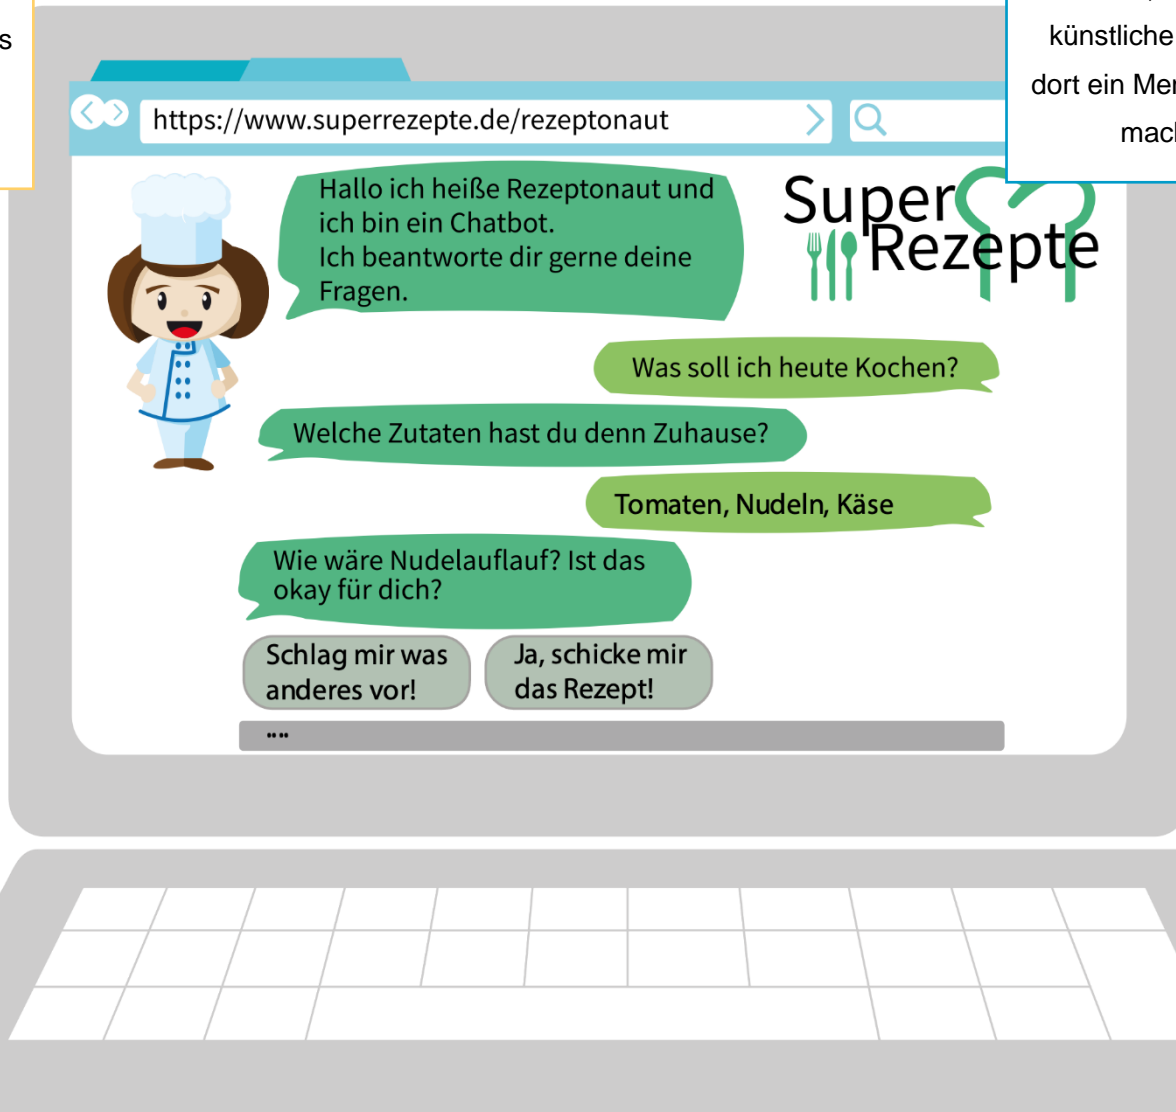 s
künstliche
dort ein
https://www.superrezepte.de/rezeptonaut
Hallo ich heiße Rezeptonaut und
ich bin ein Chatbot.
Ich beantworte dir gerne deine
Fragen.
Super
Rezepte
Was soll ich heute Kochen?
Welche Zutaten hast du denn Zuhause?
Tomaten, Nudeln, Käse
Wie wäre Nudelauflauf? Ist das
okay für dich?
Schlag mir was
anderes vor!
Ja, schicke mir
das Rezept!
....